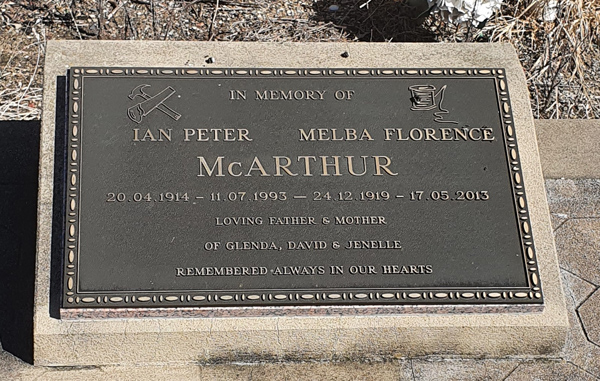 IN MEMORY OF
IAN PETER MELBA FLORENCE
McARTHUR
20.04.1914 – 11.07.1993 – 24.12.1919 – 17.05.2013
LOVING FATHER & MOTHER
OF GLENDA, DAVID & JENELLE
REMEMBERED ALWAYS IN OUR HEARTS